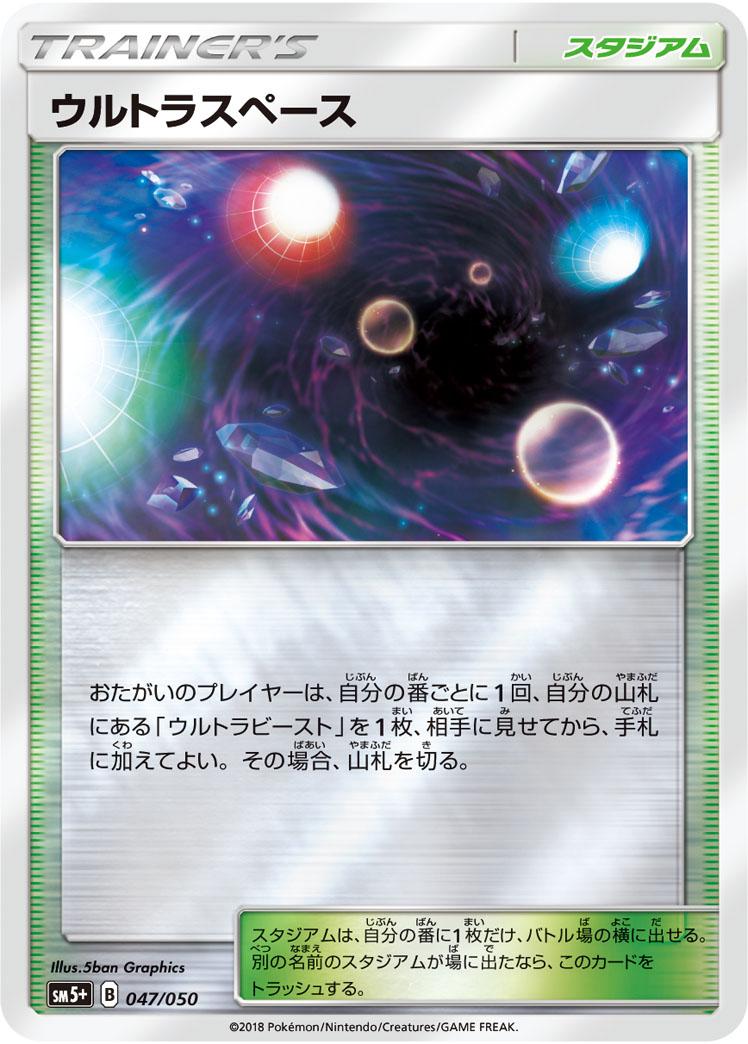 TRAINER'S スタジアム
ウルトラスペース
おたがいのプレイヤーは、自分の番ごとに1回、自分の山札
にある「ウルトラビースト」を1枚、相手に見せてから、手札
に加えてよい。その場合、山札を切る。
スタジアムは、自分の番に1枚だけ、バトル場の横に出せる。
別の名前のスタジアムが場に出たなら、このカードを
トラッシュする。
Illus.5ban Graphics
SM5+ B 047/050
©2018 Pokémon/Nintendo/Creatures/GAME FREAK.